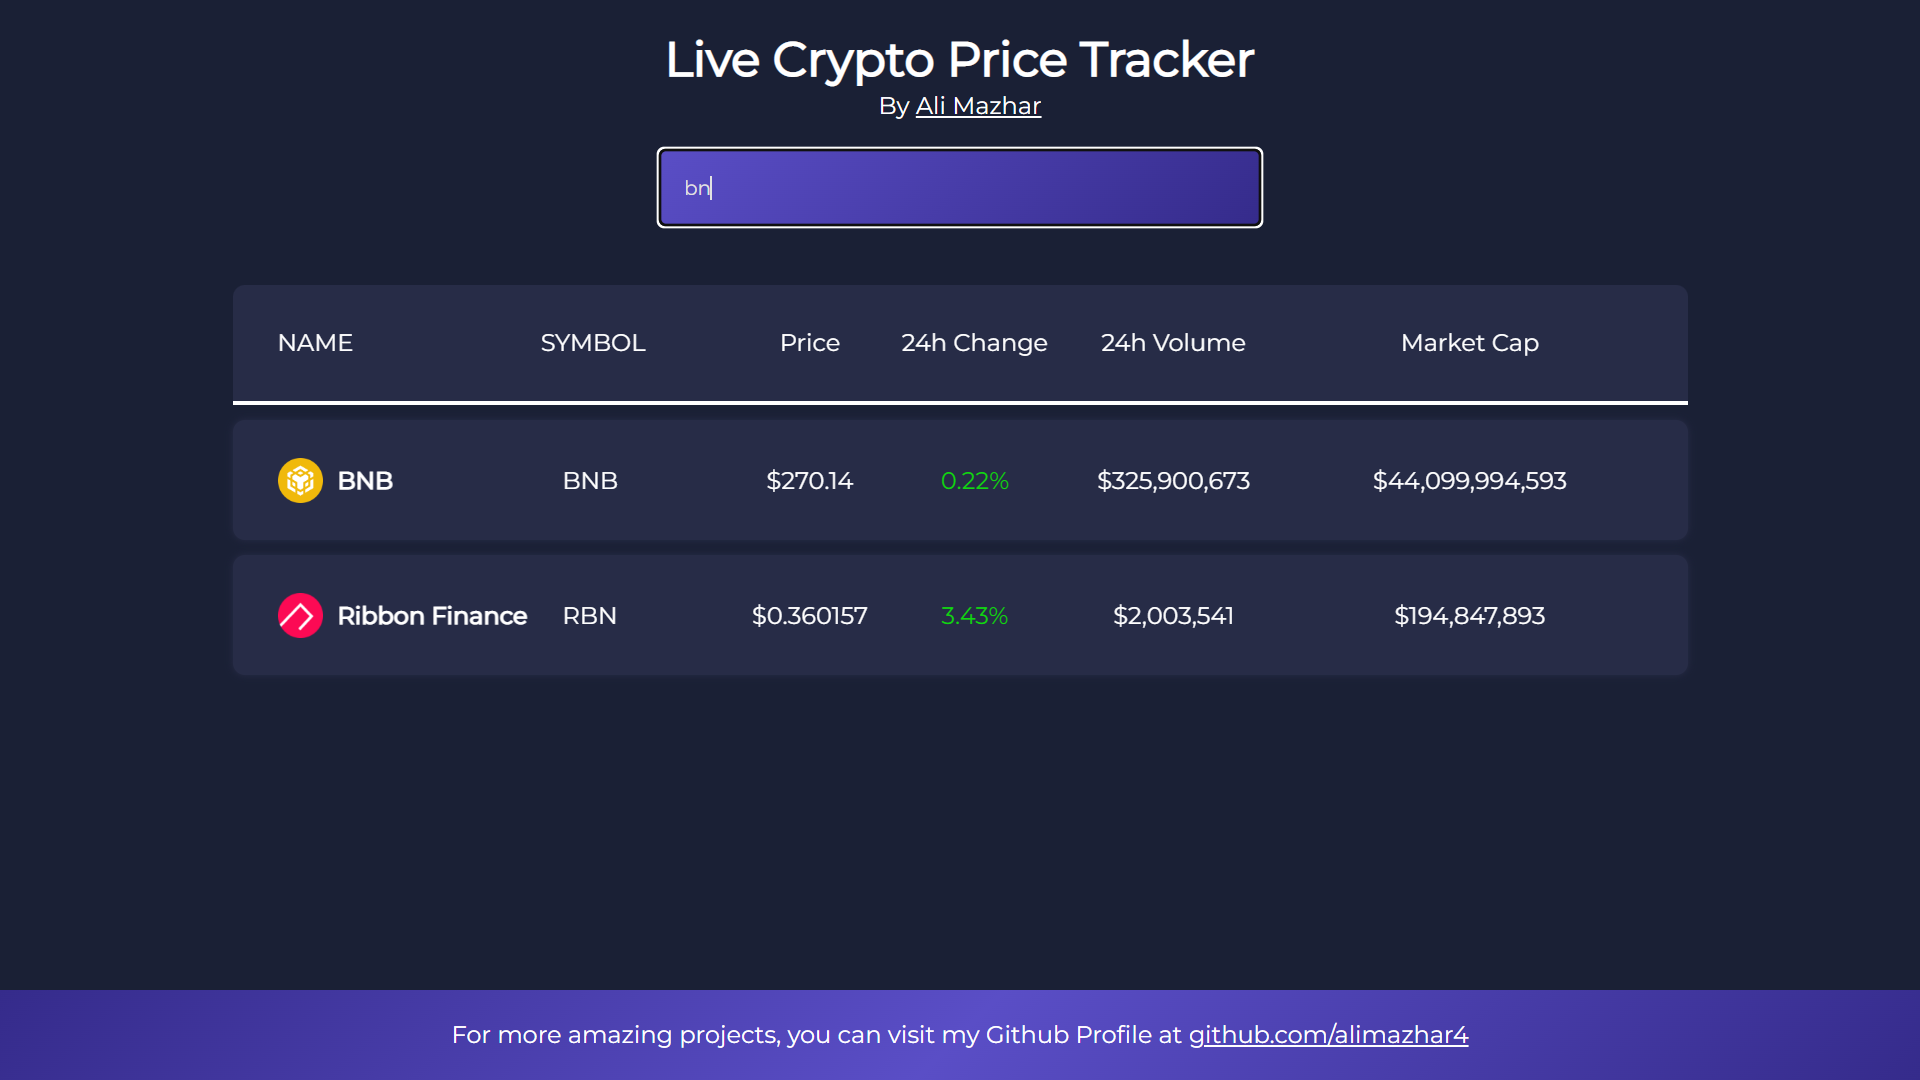 Live Crypto Price Tracker
By Ali Mazhar
bn
NAME SYMBOL Price 24h Change 24h Volume Market Cap
BNB BNB $270.14 0.22% $325,900,673 $44,099,994,593
Ribbon Finance RBN $0.360157 3.43% $2,003,541 $194,847,893
For more amazing projects, you can visit my Github Profile at github.com/alimazhar4